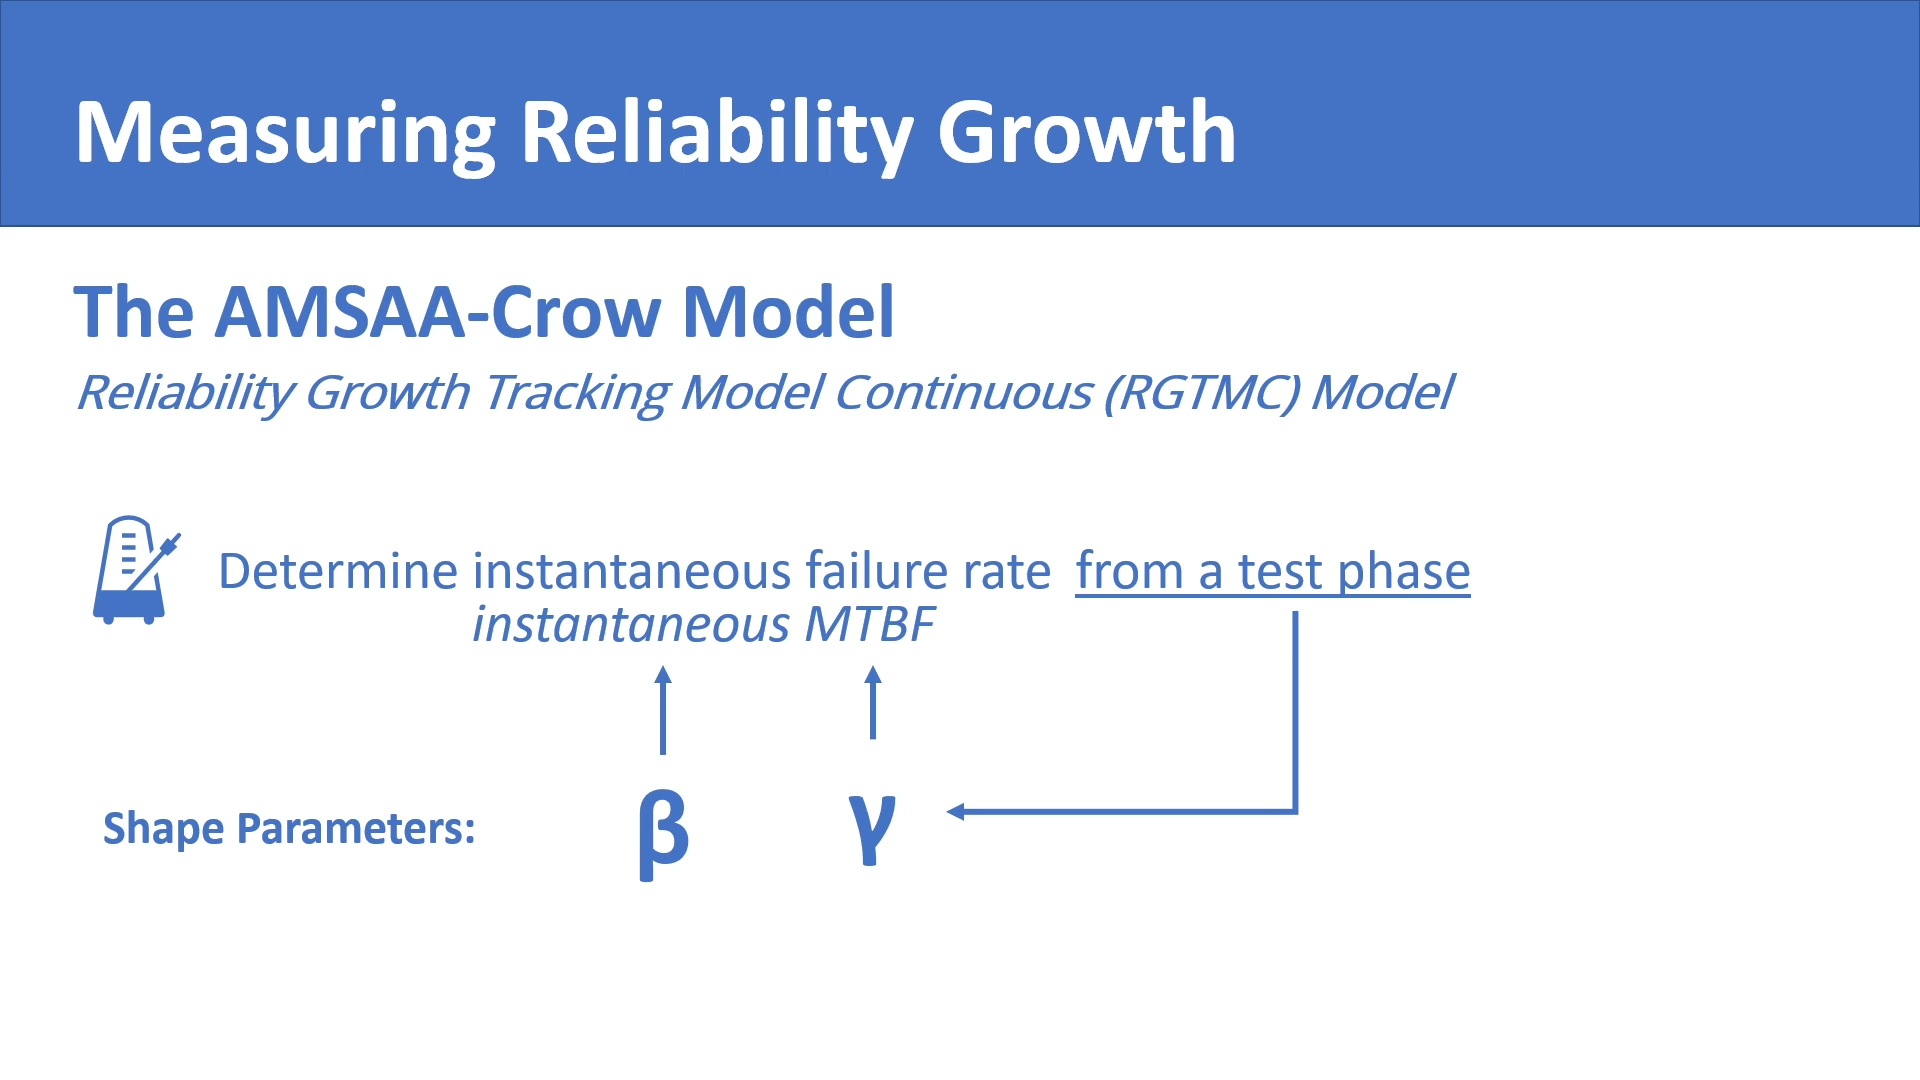 Measuring Reliability Growth
The AMSAA-Crow Model
Reliability Growth Tracking Model Continuous (RGTMC) Model
Determine instantaneous failure rate from a test phase
instantaneous MTBF
Shape Parameters: β γ